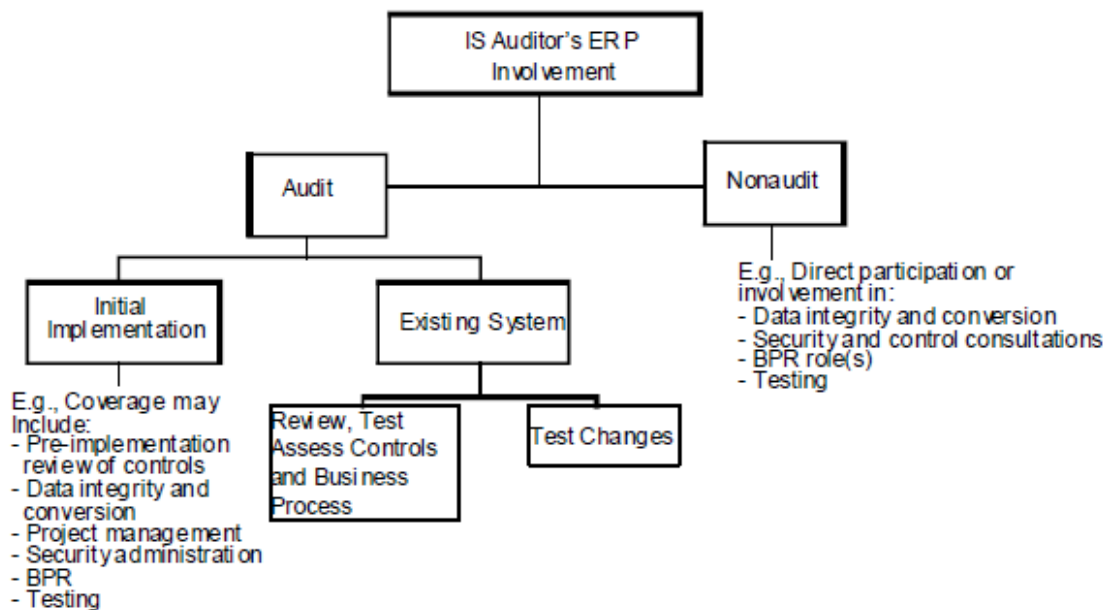 IS Auditor's ERP
Involvement
Audit
Nonaudit
Initial
Implementation
Existing System
E.g., Direct participation or
involvement in:
- Data integrity and conversion
- Security and control consultations
- BPR role(s)
- Testing
E.g., Coverage may
Include:
- Pre-implementation
review of controls
- Data integrity and
conversion
- Project management
- Security administration
- BPR
- Testing
Review, Test
Assess Controls
and Business
Process
Test Changes